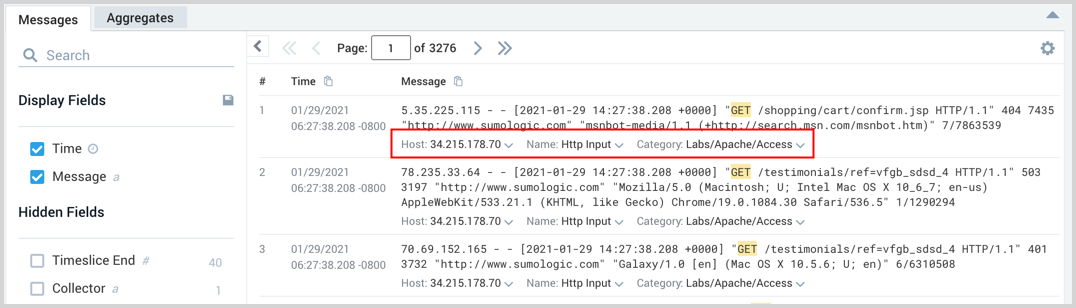 Messages Aggregates
Search
Display Fields
Time
Message a
Hidden Fields
Timeslice End # 40
Collector a 1
Page: 1 of 3276
# Time Message
1 01/29/2021 06:27:38.208 -0800
5.35.225.115 - - [2021-01-29 14:27:38.208 +0000] "GET /shopping/cart/confirm.jsp HTTP/1.1" 404 7435
"http://www.sumologic.com" "msnbot-media/1.1 (+http://search.msn.com/msnbot.htm)" 7/7863539
Host: 34.215.178.70 Name: Http Input Category: Labs/Apache/Access
2 01/29/2021 06:27:38.208 -0800
78.235.33.64 - - [2021-01-29 14:27:38.208 +0000] "GET /testimonials/ref=vfgb_sdsd_4 HTTP/1.1" 503
3197 "http://www.sumologic.com" "Mozilla/5.0 (Macintosh; U; Intel Mac OS X 10_6_7; en-us)
AppleWebKit/533.21.1 (KHTML, like Gecko) Chrome/19.0.1084.30 Safari/536.5" 1/1290294
Host: 34.215.178.70 Name: Http Input Category: Labs/Apache/Access
3 01/29/2021 06:27:38.208 -0800
70.69.152.165 - - [2021-01-29 14:27:38.208 +0000] "GET /testimonials/ref=vfgb_sdsd_4 HTTP/1.1" 401
3732 "http://www.sumologic.com" "Galaxy/1.0 [en] (Mac OS X 10.5.6; U; en)" 6/6310508
Host: 34.215.178.70 Name: Http Input Category: Labs/Apache/Access